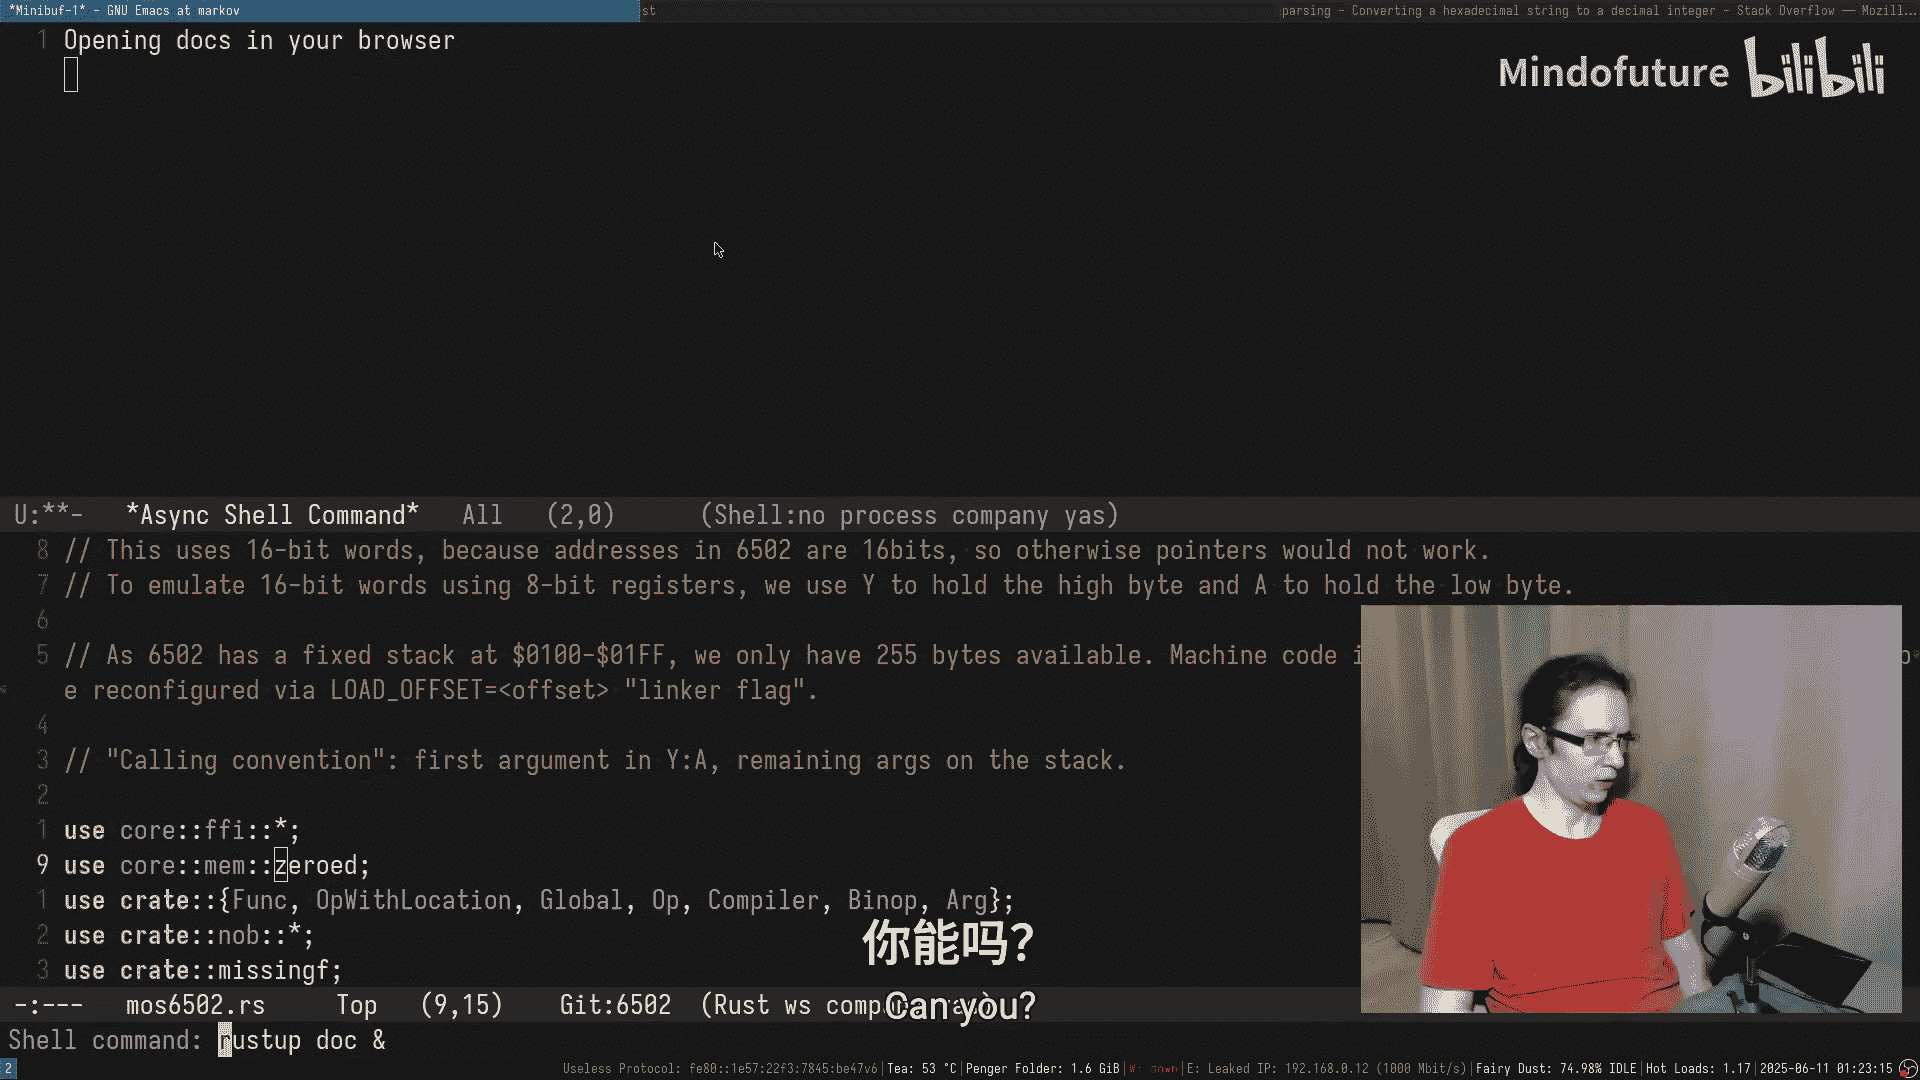 *Minibuf-1* - GNU Emacs at markov
st
parsing - Converting a hexadecimal string to a decimal integer - Stack Overflow — Mozill...
1 Opening docs in your browser
Mindofuture bilibili
U:**- *Async Shell Command* All (2,0) (Shell:no process company yas)
8 // This uses 16-bit words, because addresses in 6502 are 16bits, so otherwise pointers would not work.
7 // To emulate 16-bit words using 8-bit registers, we use Y to hold the high byte and A to hold the low byte.
6
5 // As 6502 has a fixed stack at $0100-$01FF, we only have 255 bytes available. Machine code
e reconfigured via LOAD_OFFSET=<offset> "linker flag".
4
3 // "Calling convention": first argument in Y:A, remaining args on the stack.
2
1 use core::ffi::*;
9 use core::mem::zeroed;
1 use crate::{Func, OpWithLocation, Global, Op, Compiler, Binop, Arg};
2 use crate::nob::*;
3 use crate::missingf;
你能吗?
-:--- mos6502.rs Top (9,15) Git:6502 (Rust ws
Can you?
Shell command: rustup doc &
2
Useless Protocol: fe80::1e57:22f3:7845:be47v6|Tea: 53 °C|Penger Folder: 1.6 GiB|W: down|E: Leaked IP: 192.168.0.12 (1000 Mbit/s)|Fairy Dust: 74.98% IDLE|Hot Loads: 1.17|2025-06-11 01:23:15